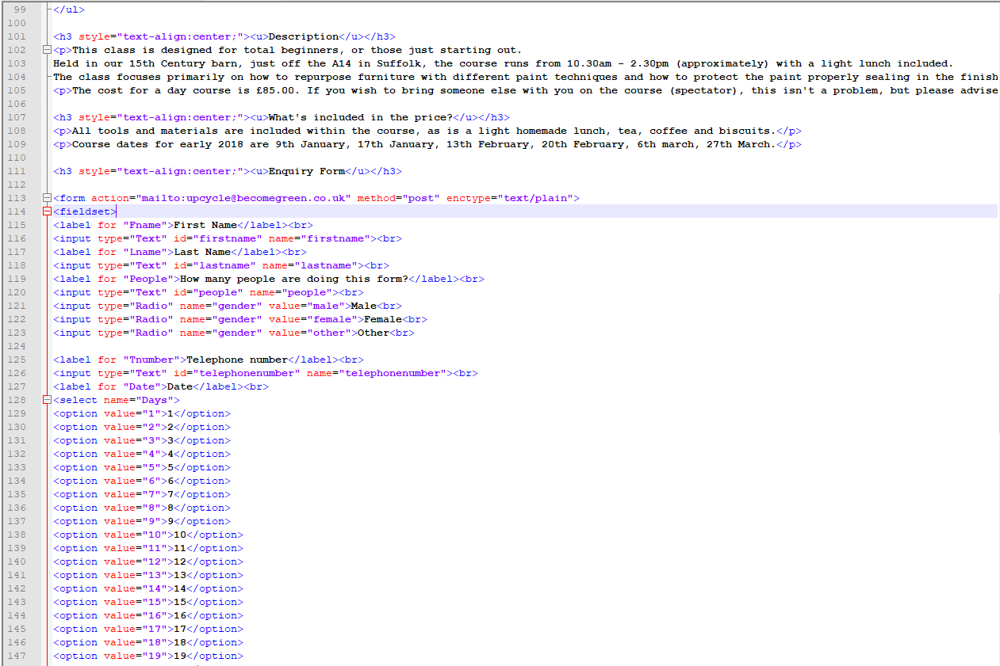 99 </ul>
100
101 <h3 style="text-align:center;"><u>Description</u></h3>
102 <p>This class is designed for total beginners, or those just starting out.
103 Held in our 15th Century barn, just off the A14 in Suffolk, the course runs from 10.30am - 2.30pm (approximately) with a light lunch included.
104 The class focuses primarily on how to repurpose furniture with different paint techniques and how to protect the paint properly sealing in the finish
105 <p>The cost for a day course is £85.00. If you wish to bring someone else with you on the course (spectator), this isn't a problem, but please advise
106
107 <h3 style="text-align:center;"><u>What's included in the price?</u></h3>
108 <p>All tools and materials are included within the course, as is a light homemade lunch, tea, coffee and biscuits.</p>
109 <p>Course dates for early 2018 are 9th January, 17th January, 13th February, 20th February, 6th march, 27th March.</p>
110
111 <h3 style="text-align:center;"><u>Enquiry Form</u></h3>
112
113 <form action="mailto:upcycle@becomegreen.co.uk" method="post" enctype="text/plain">
114 <fieldset>
115 <label for "Fname">First Name</label><br>
116 <input type="Text" id="firstname" name="firstname"><br>
117 <label for "Lname">Last Name</label><br>
118 <input type="Text" id="lastname" name="lastname"><br>
119 <label for "People">How many people are doing this form?</label><br>
120 <input type="Text" id="people" name="people"><br>
121 <input type="Radio" name="gender" value="male">Male<br>
122 <input type="Radio" name="gender" value="female">Female<br>
123 <input type="Radio" name="gender" value="other">Other<br>
124
125 <label for "Tnumber">Telephone number</label><br>
126 <input type="Text" id="telephonenumber" name="telephonenumber"><br>
127 <label for "Date">Date</label><br>
128 <select name="Days">
129 <option value="1">1</option>
130 <option value="2">2</option>
131 <option value="3">3</option>
132 <option value="4">4</option>
133 <option value="5">5</option>
134 <option value="6">6</option>
135 <option value="7">7</option>
136 <option value="8">8</option>
137 <option value="9">9</option>
138 <option value="10">10</option>
139 <option value="11">11</option>
140 <option value="12">12</option>
141 <option value="13">13</option>
142 <option value="14">14</option>
143 <option value="15">15</option>
144 <option value="16">16</option>
145 <option value="17">17</option>
146 <option value="18">18</option>
147 <option value="19">19</option>